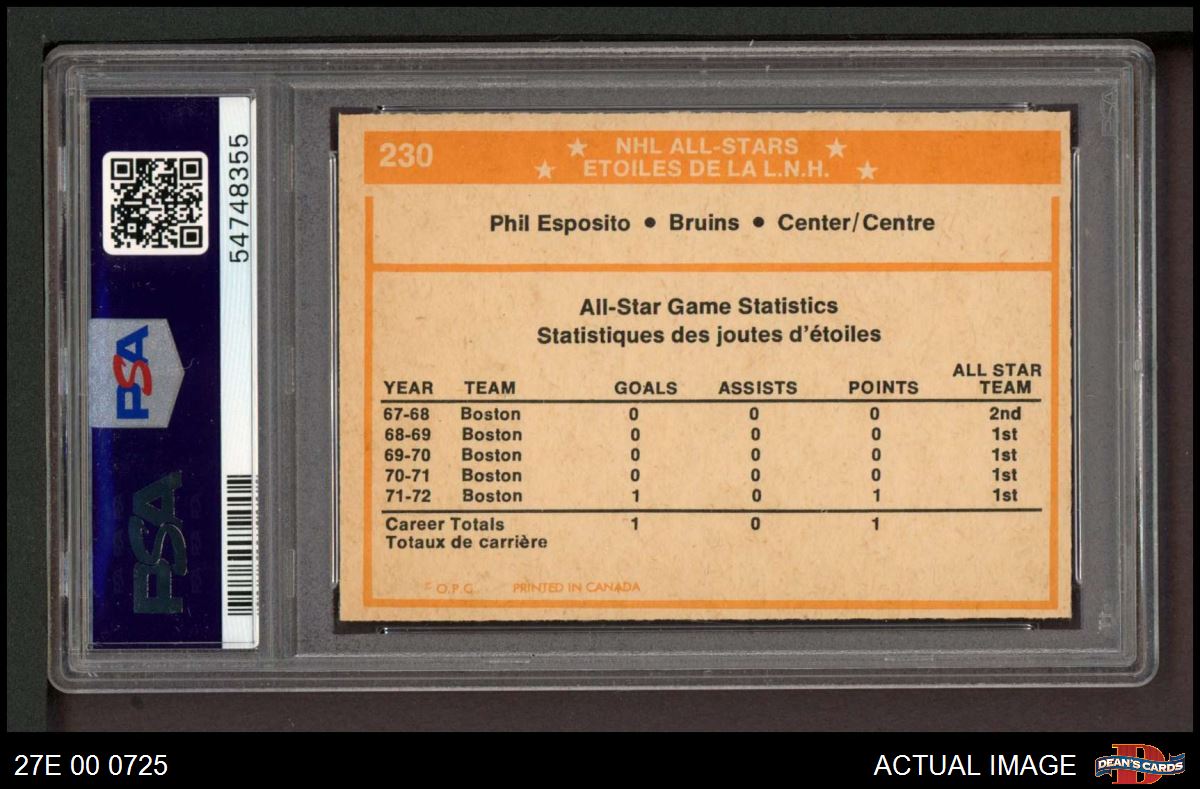 54748355
PSA
PSA
230
NHL ALL-STARS
ETOILES DE LA L.N.H.
Phil Esposito • Bruins • Center/Centre
All-Star Game Statistics
Statistiques des joutes d'étoiles
YEAR TEAM GOALS ASSISTS POINTS ALL STAR TEAM
67-68 Boston 0 0 0 2nd
68-69 Boston 0 0 0 1st
69-70 Boston 0 0 0 1st
70-71 Boston 0 0 0 1st
71-72 Boston 1 0 1 1st
Career Totals 1 0 1
Totaux de carrière
© O.P.C. PRINTED IN CANADA
27E 00 0725
ACTUAL IMAGE
D
DEAN'S CARDS